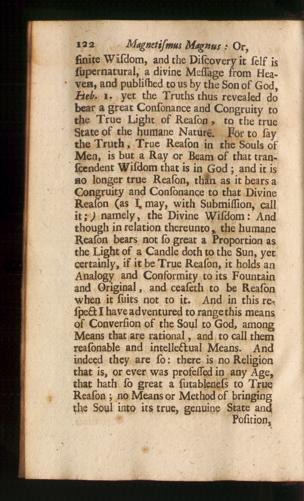 122 Magnetiſmus Magnus : Or,
finite Wiſdom, and the Diſcovery it ſelf is
ſupernatural, a divine Meſſage from Hea-
ven, and publiſhed to us by the Son of God,
Heb. 1. yet the Truths thus revealed do
bear a great Conſonance and Congruity to
the True Light of Reaſon , to the true
State of the humane Nature. For to ſay
the Truth , True Reaſon in the Souls of
Men, is but a Ray or Beam of that tran-
ſcendent Wiſdom that is in God ; and it is
no longer true Reaſon, than as it bears a
Congruity and Conſonance to that Divine
Reaſon (as I may, with Submiſſion, call
it ;) namely, the Divine Wiſdom : And
though in relation thereunto, the humane
Reaſon bears not ſo great a Proportion as
the Light of a Candle doth to the Sun, yet
certainly, if it be True Reaſon, it holds an
Analogy and Conformity to its Fountain
and Original , and ceaſeth to be Reaſon
when it ſuits not to it. And in this re-
ſpect I have adventured to range this means
of Converſion of the Soul to God, among
Means that are rational , and to call them
reaſonable and intellectual Means. And
indeed they are ſo : there is no Religion
that is, or ever was profeſſed in any Age,
that hath ſo great a ſutableneſs to True
Reaſon ; no Means or Method of bringing
the Soul into its true, genuine State and
Poſition,